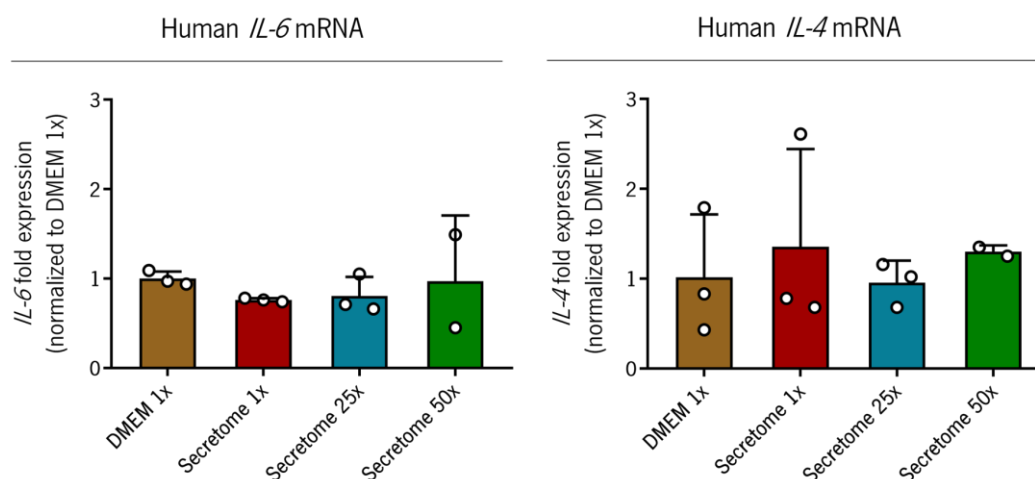 Human IL-6 mRNA
IL-6 fold expression
(normalized to DMEM 1x)
3
2
1
0
DMEM 1x
Secretome 1x
Secretome 25x
Secretome 50x
Human IL-4 mRNA
IL-4 fold expression
(normalized to DMEM 1x)
3
2
1
0
DMEM 1x
Secretome 1x
Secretome 25x
Secretome 50x